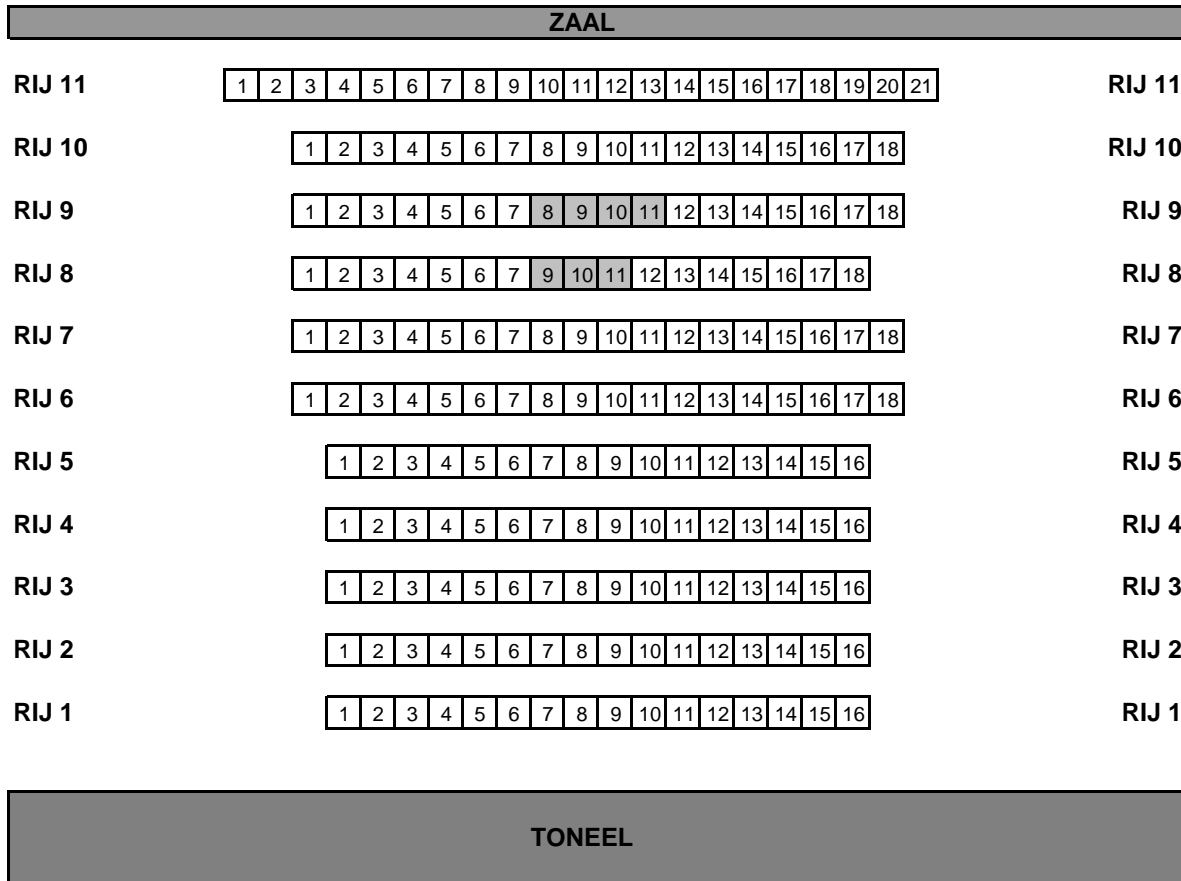 ZAAL
RIJ 11 1 2 3 4 5 6 7 8 9 10 11 12 13 14 15 16 17 18 19 20 21 RIJ 11
RIJ 10 1 2 3 4 5 6 7 8 9 10 11 12 13 14 15 16 17 18 RIJ 10
RIJ 9 1 2 3 4 5 6 7 8 9 10 11 12 13 14 15 16 17 18 RIJ 9
RIJ 8 1 2 3 4 5 6 7 9 10 11 12 13 14 15 16 17 18 RIJ 8
RIJ 7 1 2 3 4 5 6 7 8 9 10 11 12 13 14 15 16 17 18 RIJ 7
RIJ 6 1 2 3 4 5 6 7 8 9 10 11 12 13 14 15 16 17 18 RIJ 6
RIJ 5 1 2 3 4 5 6 7 8 9 10 11 12 13 14 15 16 RIJ 5
RIJ 4 1 2 3 4 5 6 7 8 9 10 11 12 13 14 15 16 RIJ 4
RIJ 3 1 2 3 4 5 6 7 8 9 10 11 12 13 14 15 16 RIJ 3
RIJ 2 1 2 3 4 5 6 7 8 9 10 11 12 13 14 15 16 RIJ 2
RIJ 1 1 2 3 4 5 6 7 8 9 10 11 12 13 14 15 16 RIJ 1
TONEEL